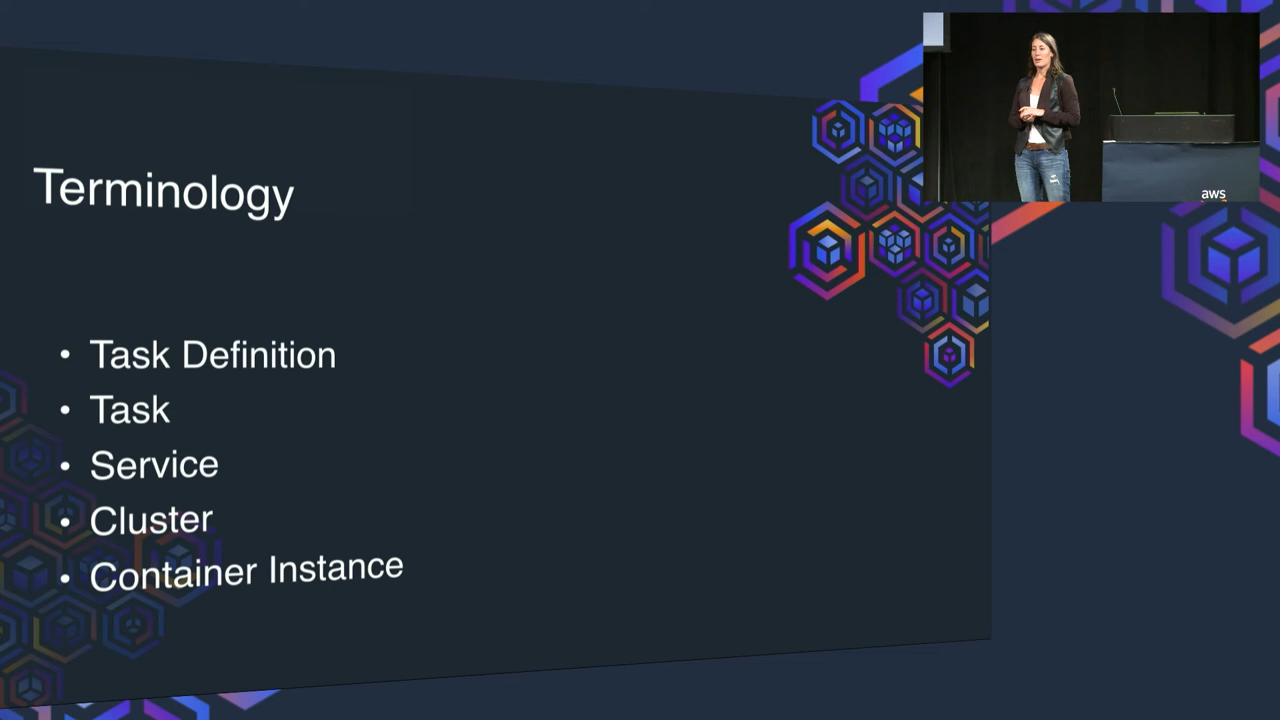 Terminology
• Task Definition
• Task
• Service
• Cluster
• Container Instance
aws